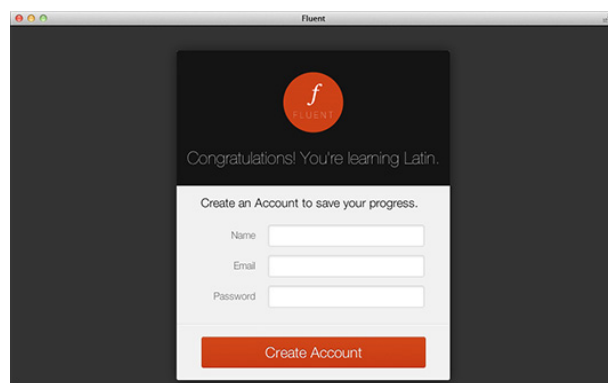 Fluent
f
FLUENT
Congratulations! You're learning Latin.
Create an Account to save your progress.
Name
Email
Password
Create Account